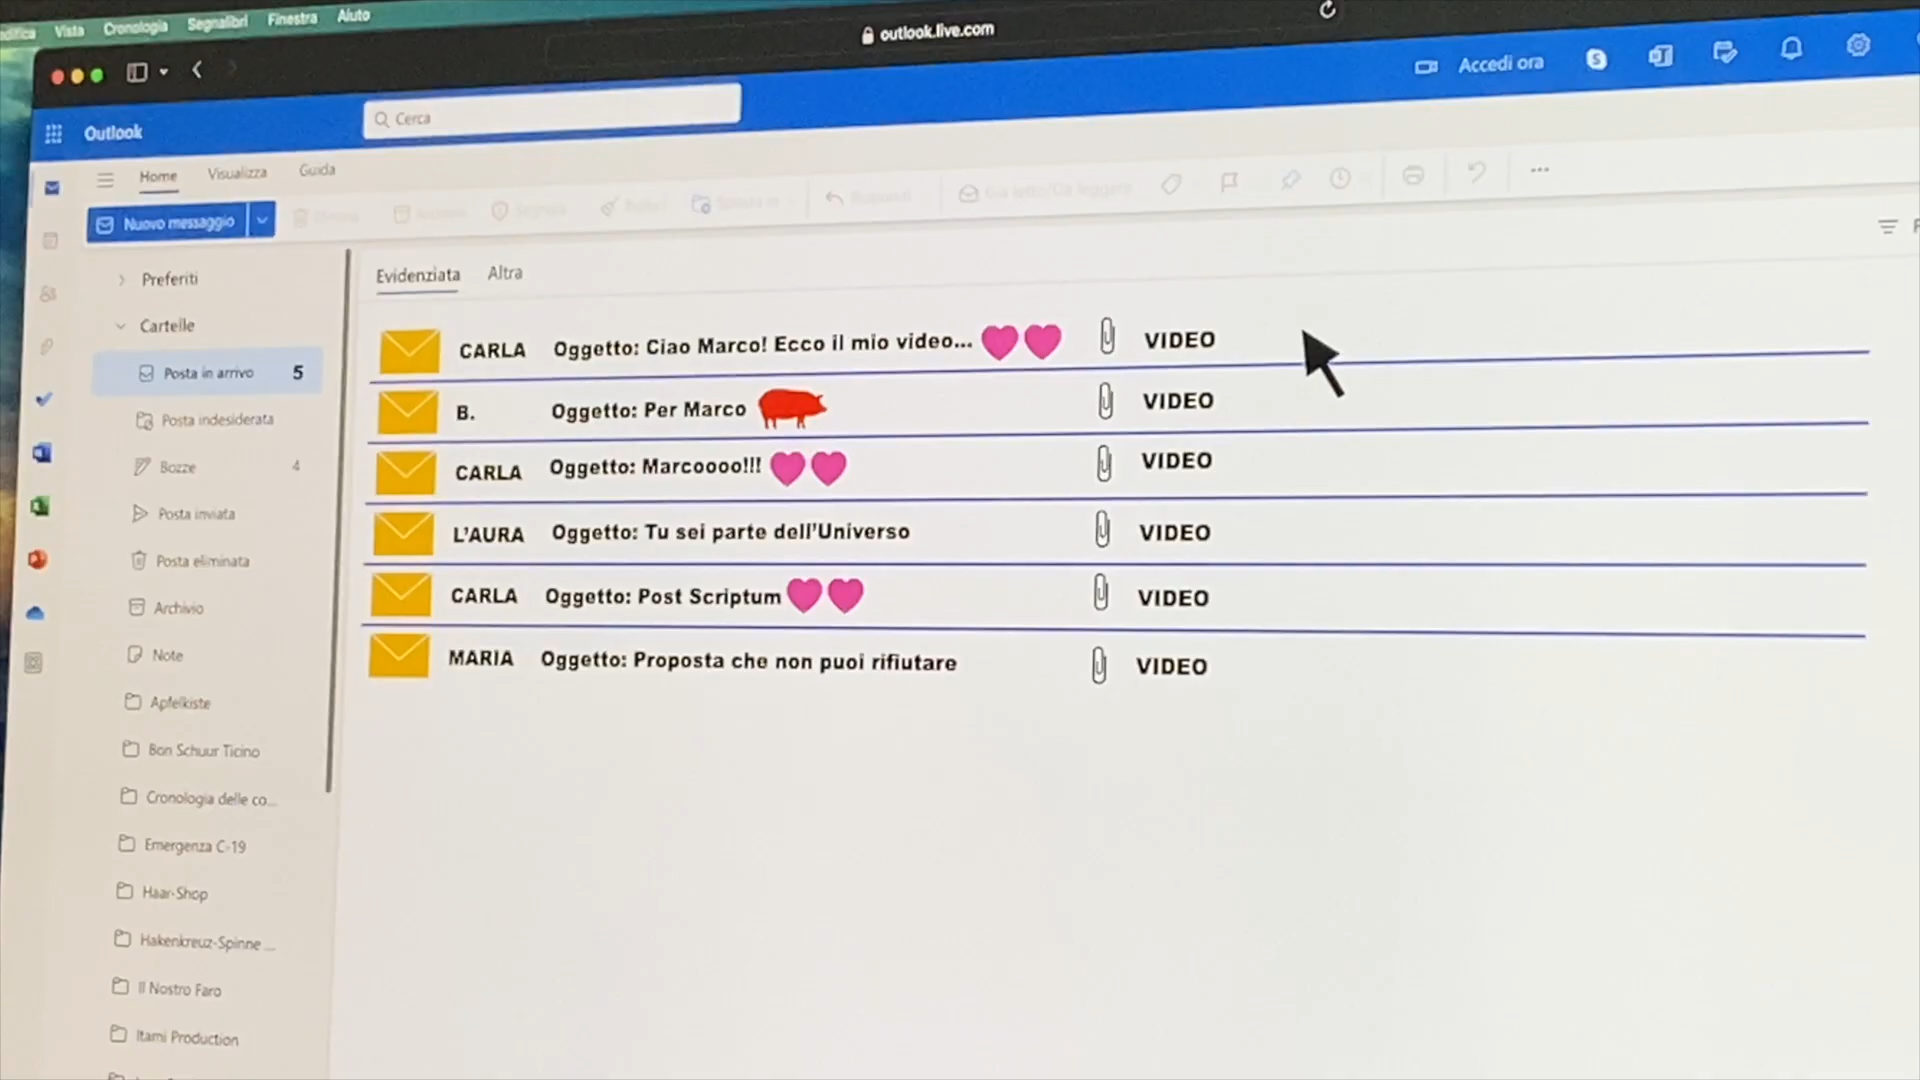 Vista Cronologia Segnalibri Finestra Aiuto
outlook.live.com
Outlook
Cerca
Accedi ora
Home Visualizza Guida
Nuovo messaggio
Rispondi
Evidenziata Altra
Preferiti
Cartelle
Posta in arrivo 5
Posta indesiderata
Bozze 4
Posta inviata
Posta eliminata
Archivio
Note
Apfelkiste
Bon Schuur Ticino
Cronologia delle co...
Emergenza C-19
Haar-Shop
Hakenkreuz-Spinne ...
Il Nostro Faro
Itami Production
CARLA Oggetto: Ciao Marco! Ecco il mio video... VIDEO
B. Oggetto: Per Marco VIDEO
CARLA Oggetto: Marcoooo!!! VIDEO
L'AURA Oggetto: Tu sei parte dell'Universo VIDEO
CARLA Oggetto: Post Scriptum VIDEO
MARIA Oggetto: Proposta che non puoi rifiutare VIDEO